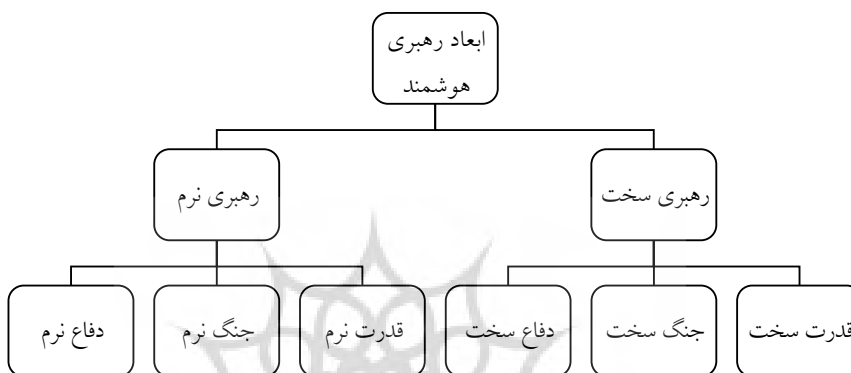 ابعاد رهبری
هوشمند
رهبری سخت
رهبری نرم
قدرت سخت
جنگ سخت
دفاع سخت
قدرت نرم
جنگ نرم
دفاع نرم